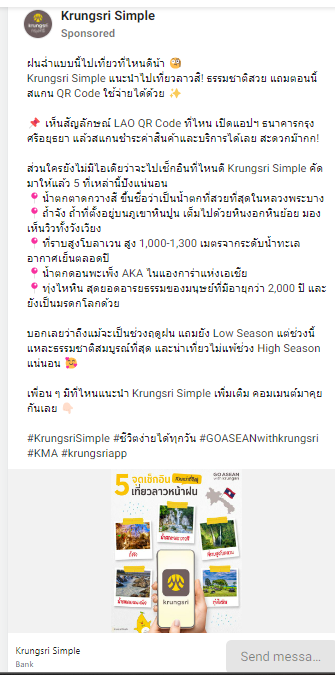 Krungsri Simple
Sponsored
ฝนฉ่ำแบบนี้ไปเที่ยวที่ไหนดีน้า 🧐
Krungsri Simple แนะนำไปเที่ยวลาวสิ! ธรรมชาติสวย แถมตอนนี้
สแกน QR Code ใช้จ่ายได้ด้วย ✨
📌 เห็นสัญลักษณ์ LAO QR Code ที่ไหน เปิดแอปฯ ธนาคารกรุง
ศรีอยุธยา แล้วสแกนชำระค่าสินค้าและบริการได้เลย สะดวกม้ากก!
ส่วนใครยังไม่มีไอเดียว่าจะไปเช็กอินที่ไหนดี Krungsri Simple คัด
มาให้แล้ว 5 ที่เหล่านี้ปังแน่นอน
📍 น้ำตกตาดกวางสี ขึ้นชื่อว่าเป็นน้ำตกที่สวยที่สุดในหลวงพระบาง
📍 ถ้ำจัง ถ้ำที่ตั้งอยู่บนภูเขาหินปูน เต็มไปด้วยหินงอกหินย้อย มอง
เห็นวิวทั้งวังเวียง
📍 ที่ราบสูงโบลาเวน สูง 1,000-1,300 เมตรจากระดับน้ำทะเล
อากาศเย็นตลอดปี
📍 น้ำตกคอนพะเพ็ง AKA ไนแองการ่าแห่งเอเชีย
📍 ทุ่งไหหิน สุดยอดอารยธรรมของมนุษย์ที่มีอายุกว่า 2,000 ปี และ
ยังเป็นมรดกโลกด้วย
บอกเลยว่าถึงแม้จะเป็นช่วงฤดูฝน แถมยัง Low Season แต่ช่วงนี้
แหละธรรมชาติสมบูรณ์ที่สุด และน่าเที่ยวไม่แพ้ช่วง High Season
แน่นอน 🥰
เพื่อน ๆ มีที่ไหนแนะนำ Krungsri Simple เพิ่มเติม คอมเมนต์มาคุย
กันเลย 👇🏻
#KrungsriSimple #ชีวิตง่ายได้ทุกวัน #GOASEANwithkrungsri
#KMA #krungsriapp
5 จุดเช็กอิน
เที่ยวลาวหน้าฝน
GO ASEAN
with krungsri
krungsri
Krungsri Simple
Bank
Send messa...